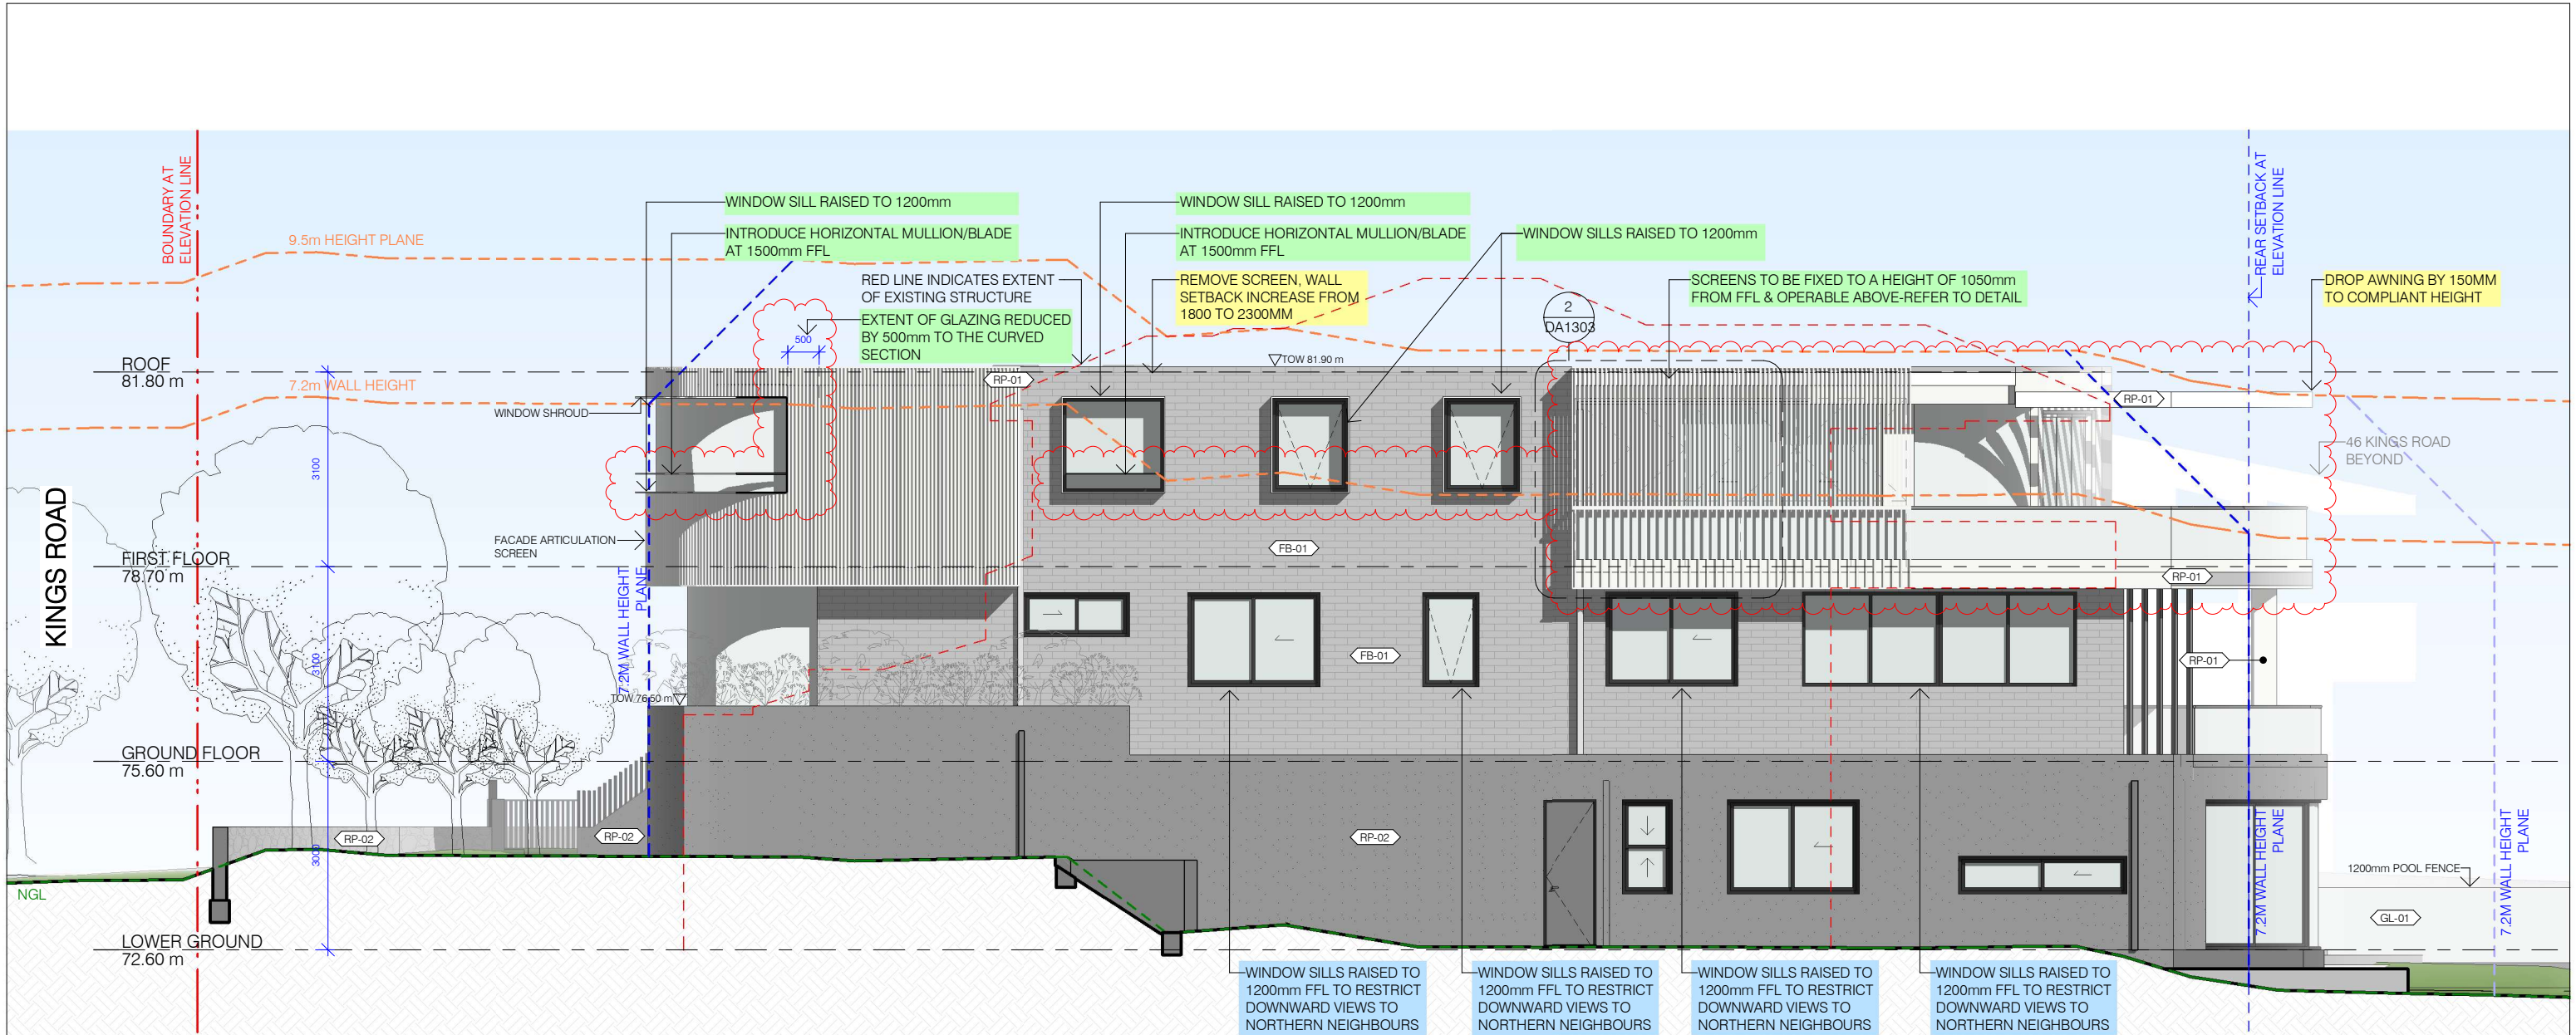 BOUNDARY AT
ELEVATION LINE
9.5m HEIGHT PLANE
WINDOW SILL RAISED TO 1200mm
INTRODUCE HORIZONTAL MULLION/BLADE
AT 1500mm FFL
RED LINE INDICATES EXTENT
OF EXISTING STRUCTURE
EXTENT OF GLAZING REDUCED
BY 500mm TO THE CURVED
SECTION
500
WINDOW SILL RAISED TO 1200mm
INTRODUCE HORIZONTAL MULLION/BLADE
AT 1500mm FFL
REMOVE SCREEN, WALL
SETBACK INCREASE FROM
1800 TO 2300MM
WINDOW SILLS RAISED TO 1200mm
SCREENS TO BE FIXED TO A HEIGHT OF 1050mm
FROM FFL & OPERABLE ABOVE-REFER TO DETAIL
2
DA1303
REAR SETBACK AT
ELEVATION LINE
DROP AWNING BY 150MM
TO COMPLIANT HEIGHT
ROOF
81.80 m
7.2m WALL HEIGHT
WINDOW SHROUD
TOW 81.90 m
RP-01
RP-01
46 KINGS ROAD
BEYOND
3100
KINGS ROAD
FACADE ARTICULATION
SCREEN
FIRST FLOOR
78.70 m
7.2M WALL HEIGHT
PLANE
FB-01
RP-01
3100
FB-01
RP-01
TOW 76.50 m
GROUND FLOOR
75.60 m
3000
RP-02
RP-02
RP-02
7.2M WALL HEIGHT
PLANE
7.2M WALL HEIGHT
PLANE
1200mm POOL FENCE
GL-01
NGL
LOWER GROUND
72.60 m
WINDOW SILLS RAISED TO
1200mm FFL TO RESTRICT
DOWNWARD VIEWS TO
NORTHERN NEIGHBOURS
WINDOW SILLS RAISED TO
1200mm FFL TO RESTRICT
DOWNWARD VIEWS TO
NORTHERN NEIGHBOURS
WINDOW SILLS RAISED TO
1200mm FFL TO RESTRICT
DOWNWARD VIEWS TO
NORTHERN NEIGHBOURS
WINDOW SILLS RAISED TO
1200mm FFL TO RESTRICT
DOWNWARD VIEWS TO
NORTHERN NEIGHBOURS